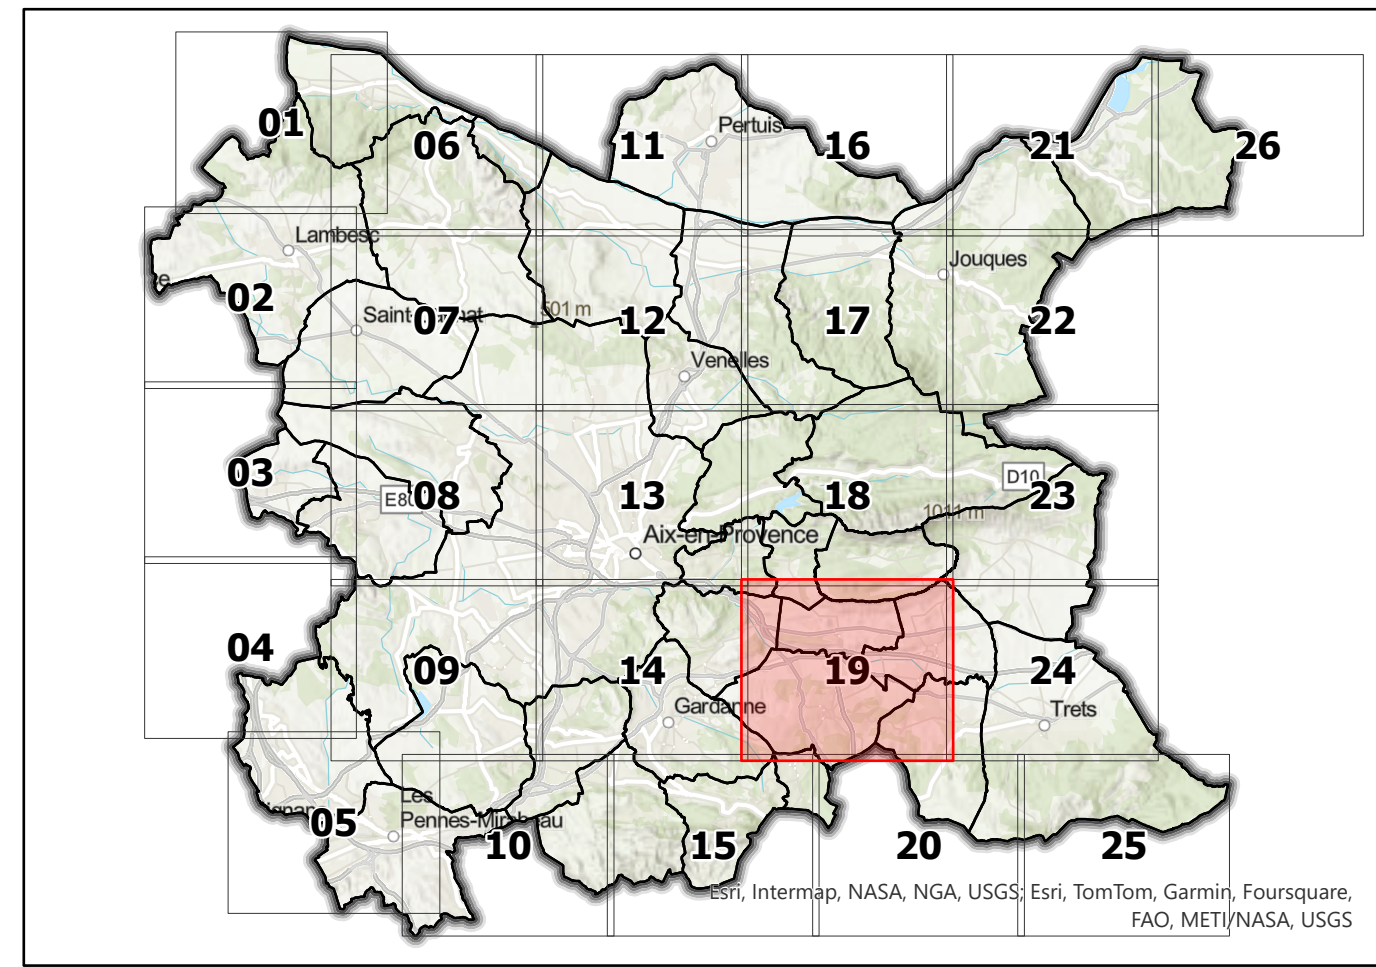 01
06
11
Pertuis
16
21
26
Lambesc
02
Jouques
07
501 m
12
17
22
Venelles
03
E80
08
13
18
D10
23
1011 m
Aix-en-Provence
04
09
14
19
24
Gardanne
Trets
05
Les
Pennes-Mirabeau
10
15
20
25
Esri, Intermap, NASA, NGA, USGS; Esri, TomTom, Garmin, Foursquare,
FAO, METI/NASA, USGS